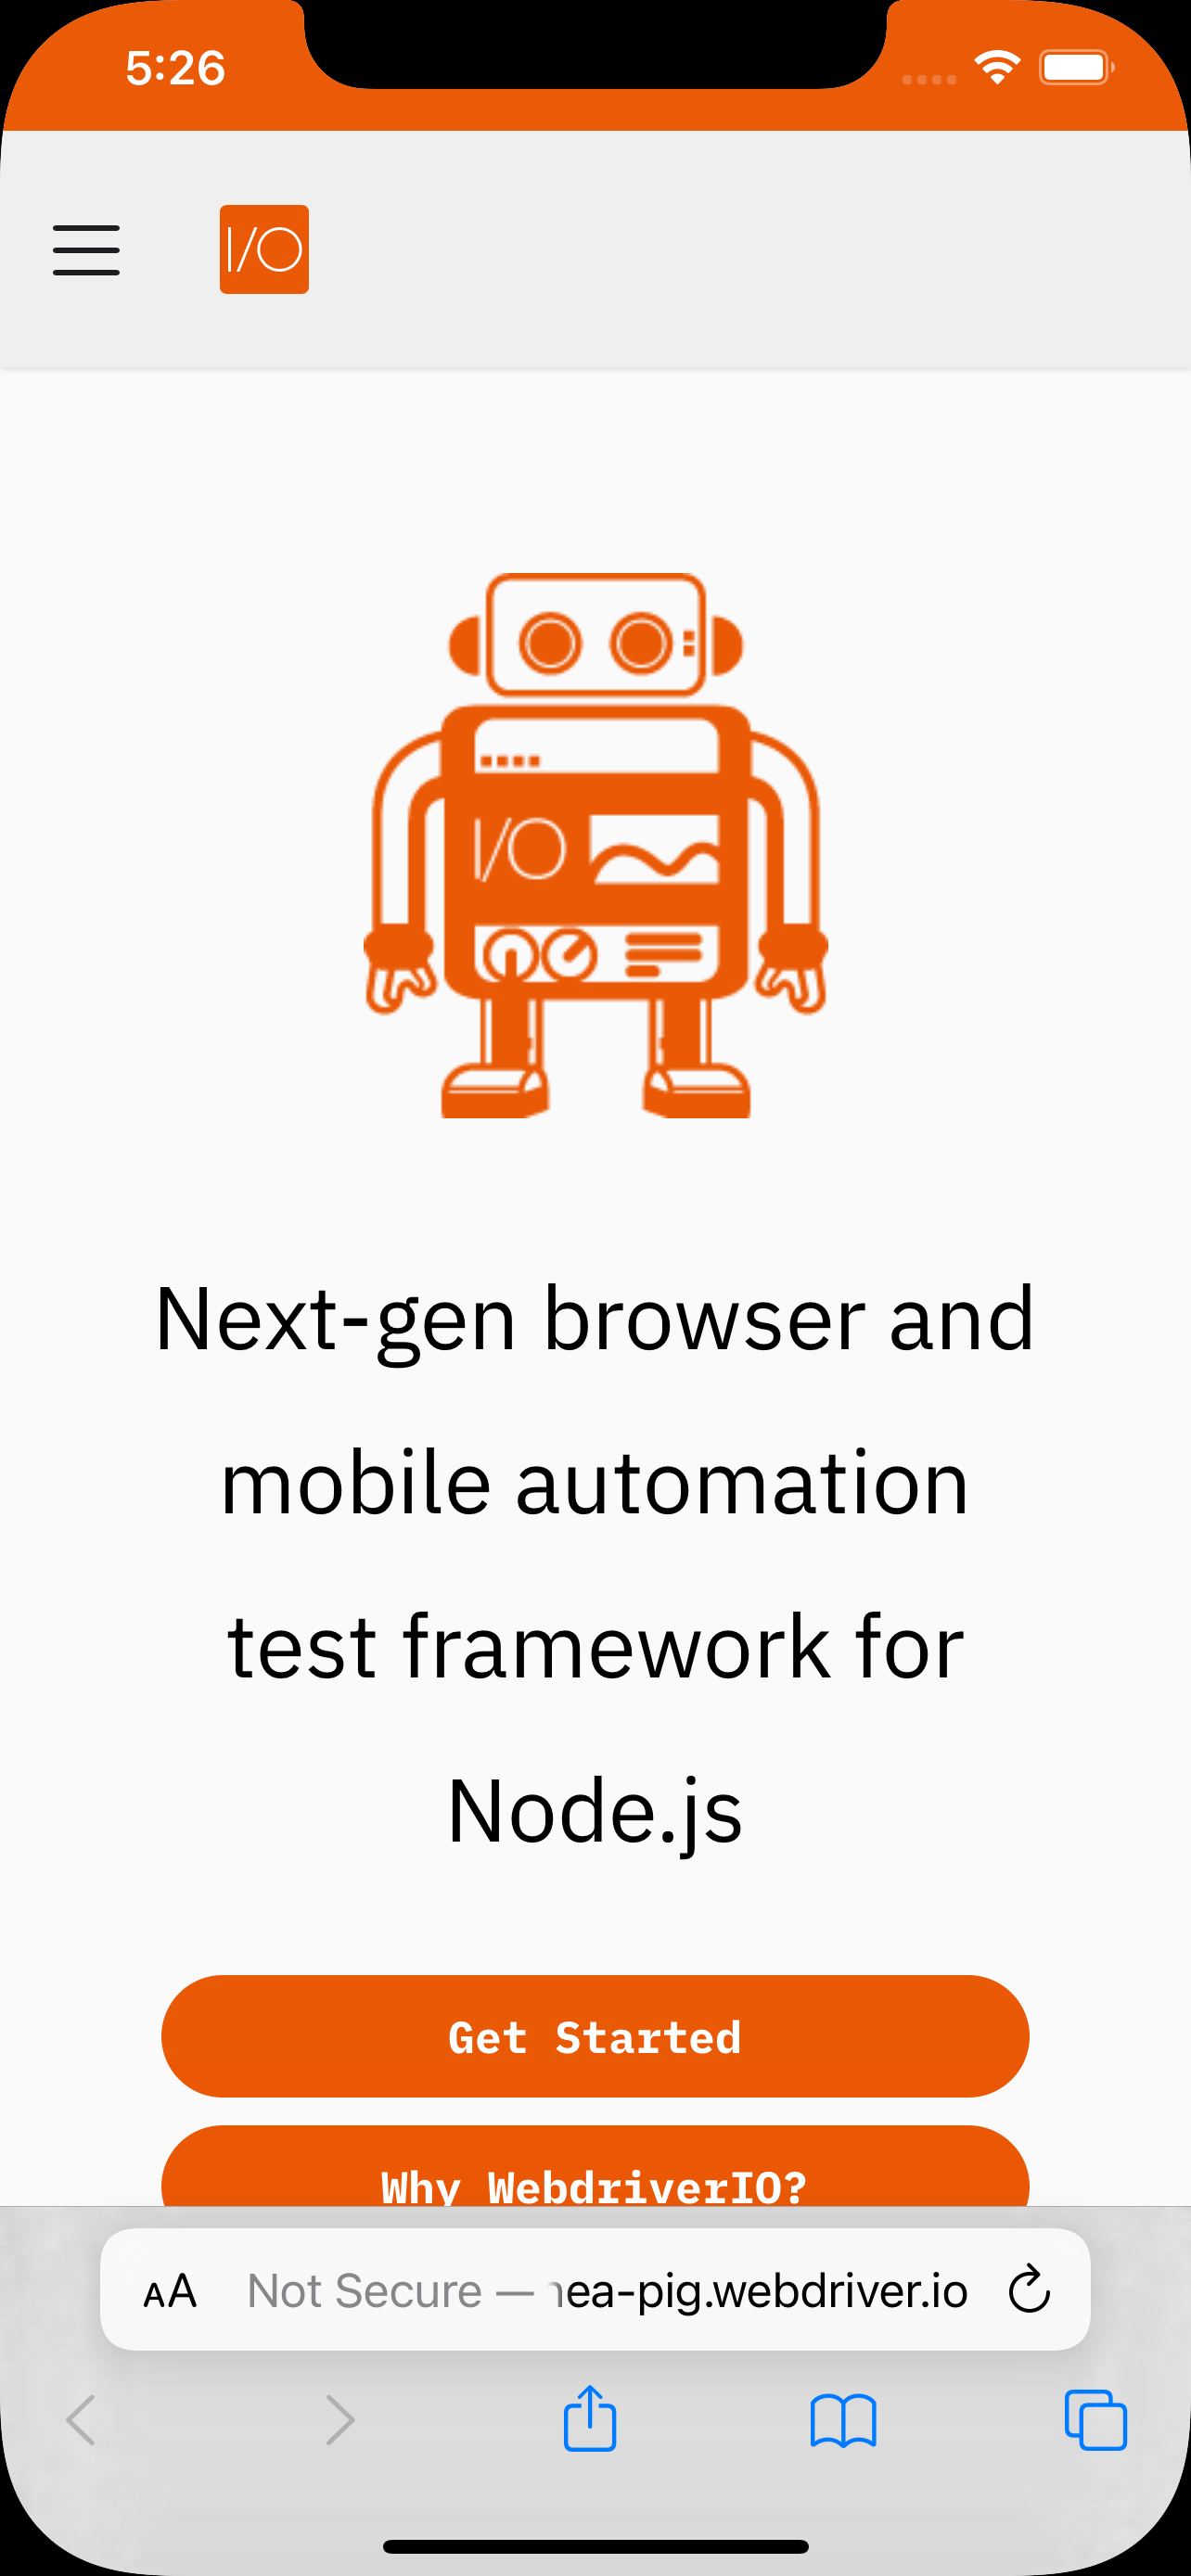 5:26
I/O
I/O
Next-gen browser and
mobile automation
test framework for
Node.js
Get Started
Why WebdriverIO?
AA Not Secure — nea-pig.webdriver.io